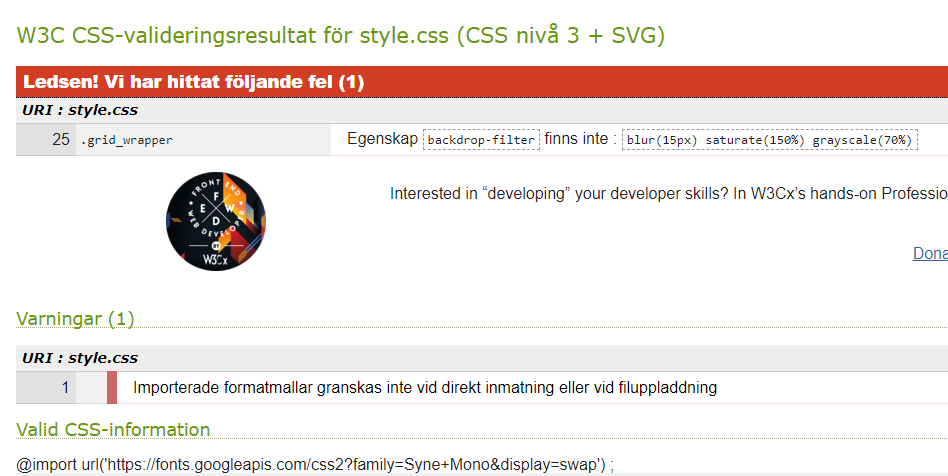 W3C CSS-valideringsresultat för style.css (CSS nivå 3 + SVG)
Ledsen! Vi har hittat följande fel (1)
URI : style.css
25 .grid_wrapper Egenskap backdrop-filter finns inte : blur(15px) saturate(150%) grayscale(70%)
FRONT END
WEB DEVELOPER
F
E W
D
BY
W3Cx
Interested in “developing” your developer skills? In W3Cx’s hands-on Professio
Dona
Varningar (1)
URI : style.css
1 Importerade formatmallar granskas inte vid direkt inmatning eller vid filuppladdning
Valid CSS-information
@import url('https://fonts.googleapis.com/css2?family=Syne+Mono&display=swap') ;